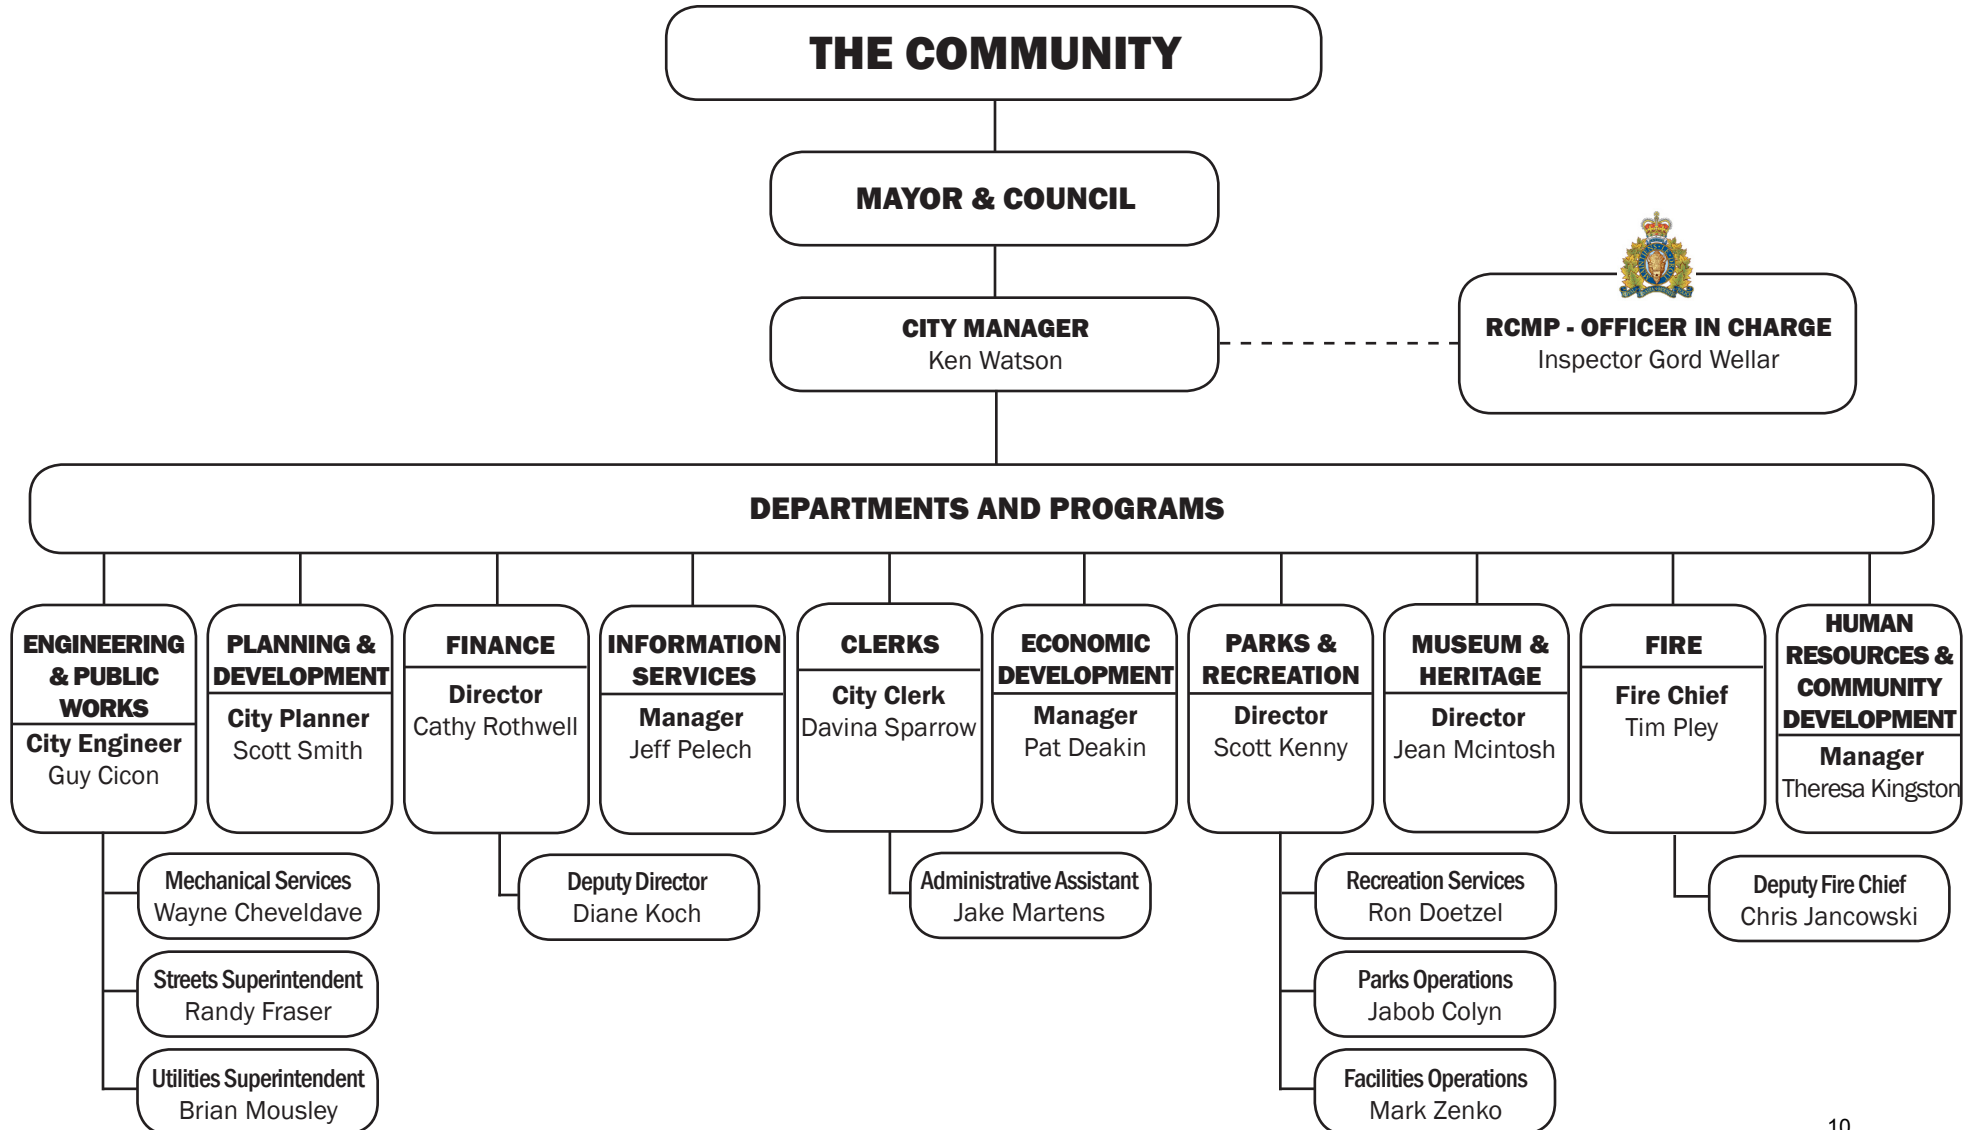 THE COMMUNITY
MAYOR & COUNCIL
CITY MANAGER
Ken Watson
RCMP - OFFICER IN CHARGE
Inspector Gord Wellar
DEPARTMENTS AND PROGRAMS
ENGINEERING
& PUBLIC
WORKS
City Engineer
Guy Cicon
PLANNING &
DEVELOPMENT
City Planner
Scott Smith
FINANCE
Director
Cathy Rothwell
INFORMATION
SERVICES
Manager
Jeff Pelech
CLERKS
City Clerk
Davina Sparrow
ECONOMIC
DEVELOPMENT
Manager
Pat Deakin
PARKS &
RECREATION
Director
Scott Kenny
MUSEUM &
HERITAGE
Director
Jean Mcintosh
FIRE
Fire Chief
Tim Pley
HUMAN
RESOURCES &
COMMUNITY
DEVELOPMENT
Manager
Theresa Kingston
Mechanical Services
Wayne Cheveldave
Streets Superintendent
Randy Fraser
Utilities Superintendent
Brian Mousley
Deputy Director
Diane Koch
Administrative Assistant
Jake Martens
Recreation Services
Ron Doetzel
Parks Operations
Jabob Colyn
Facilities Operations
Mark Zenko
Deputy Fire Chief
Chris Jancowski
10